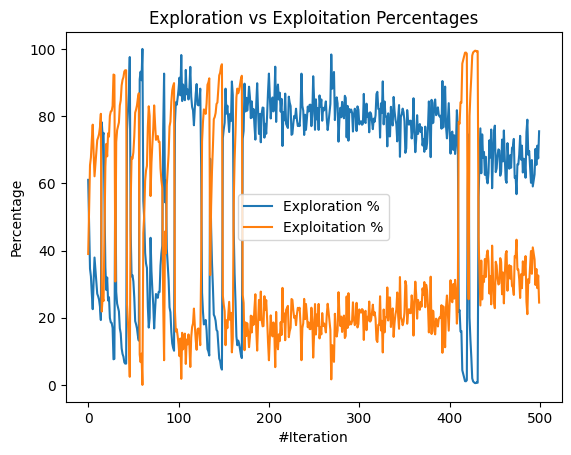 Exploration vs Exploitation Percentages
100
80
60
40
20
0
Percentage
Exploration %
Exploitation %
0
100
200
300
400
500
#Iteration